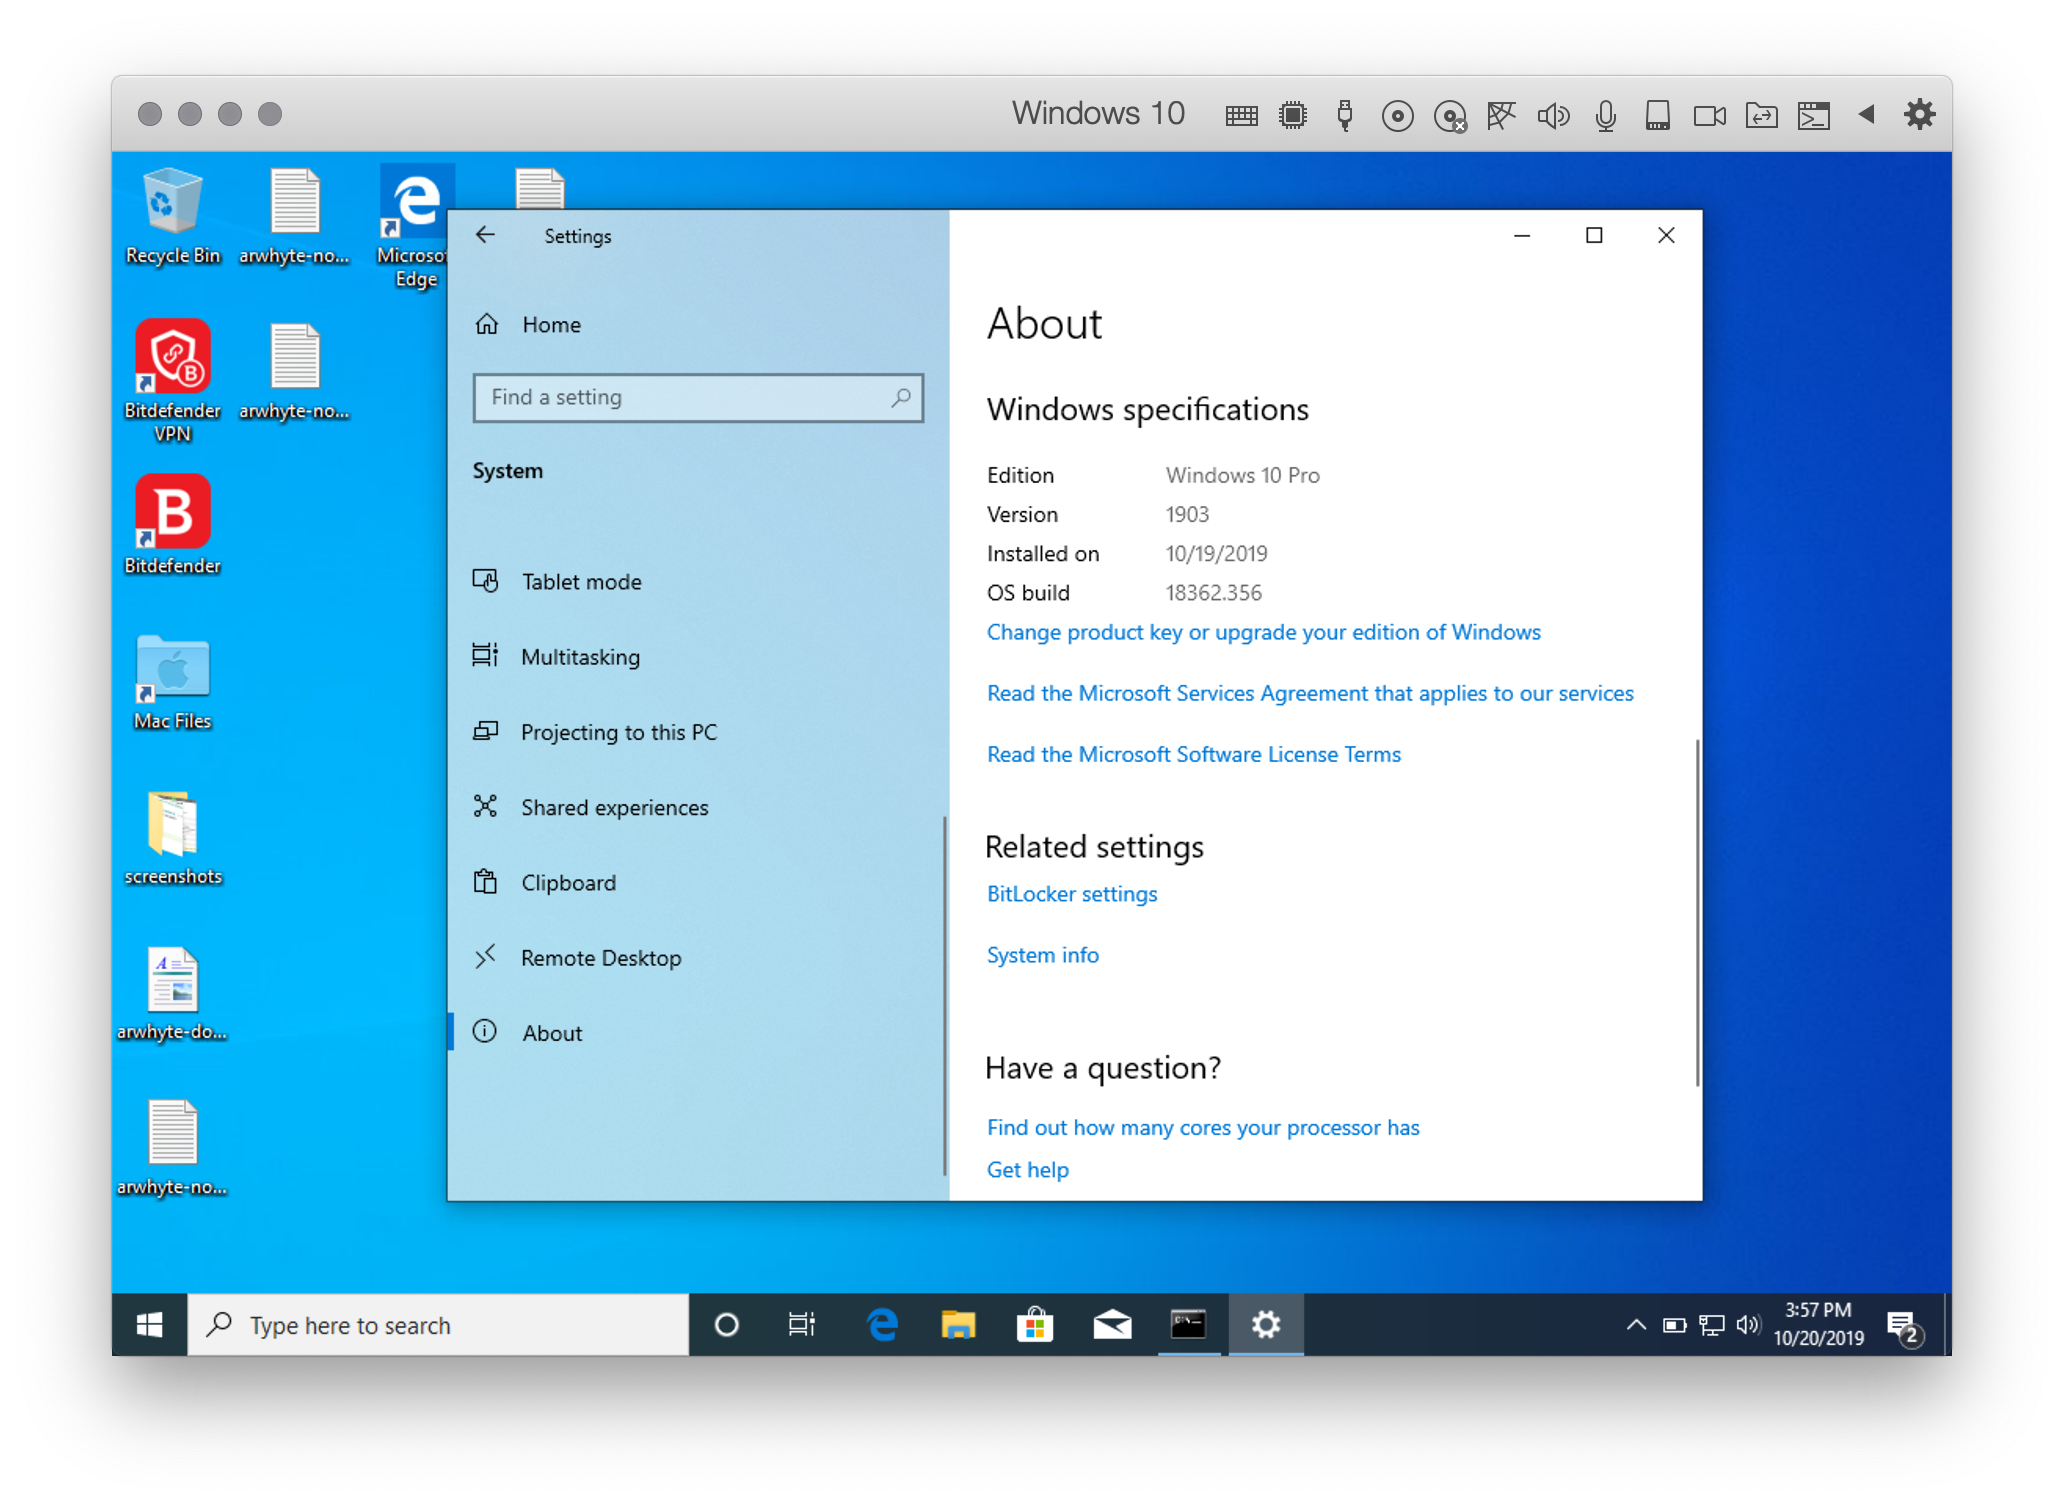 Windows 10
Recycle Bin
arwhyte-no...
Microsof
Edge
Bitdefender
VPN
arwhyte-no...
Bitdefender
Mac Files
screenshots
arwhyte-do...
arwhyte-no...
Settings
Home
Find a setting
System
Tablet mode
Multitasking
Projecting to this PC
Shared experiences
Clipboard
Remote Desktop
About
About
Windows specifications
Edition Windows 10 Pro
Version 1903
Installed on 10/19/2019
OS build 18362.356
Change product key or upgrade your edition of Windows
Read the Microsoft Services Agreement that applies to our services
Read the Microsoft Software License Terms
Related settings
BitLocker settings
System info
Have a question?
Find out how many cores your processor has
Get help
Type here to search
3:57 PM
10/20/2019
2